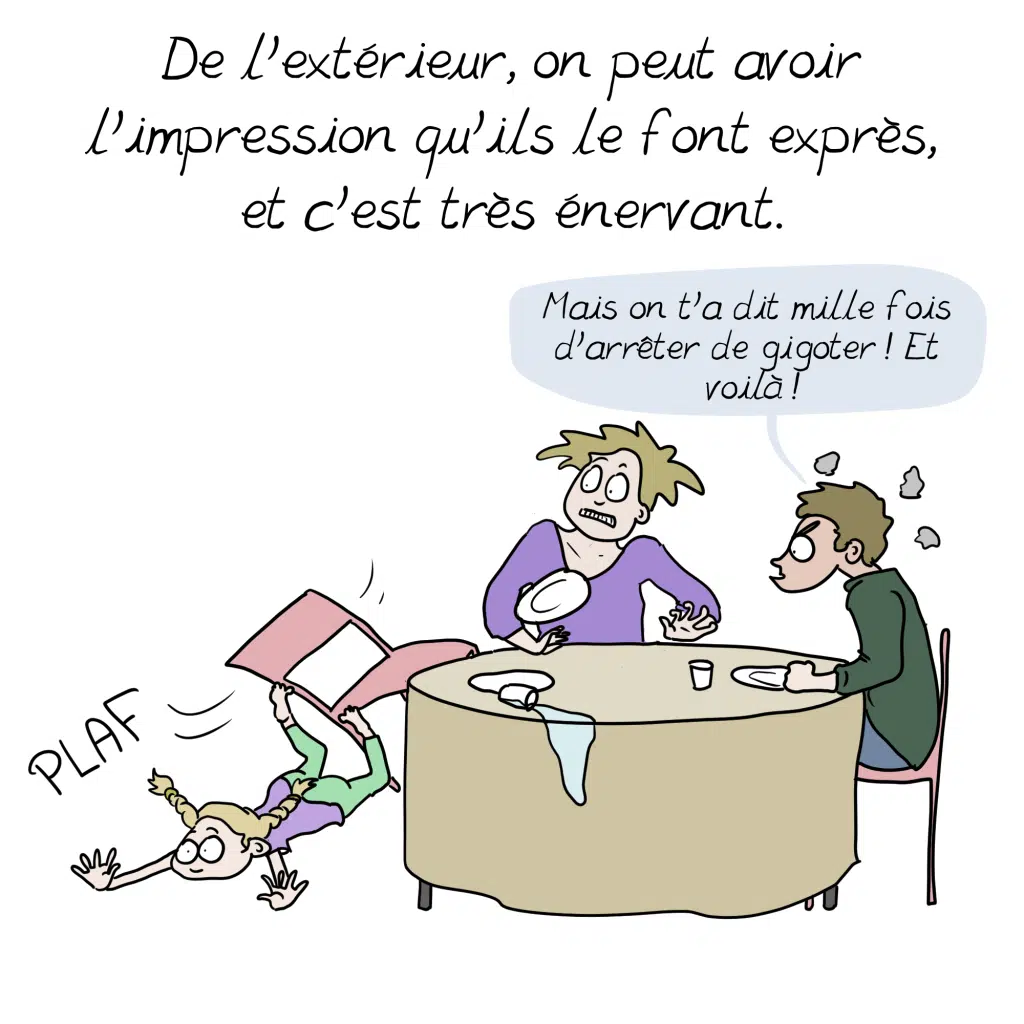 De l'extérieur, on peut avoir
l'impression qu'ils le font exprès,
et c'est très énervant.
Mais on t'a dit mille fois
d'arrêter de gigoter ! Et
voilà !
PLAF